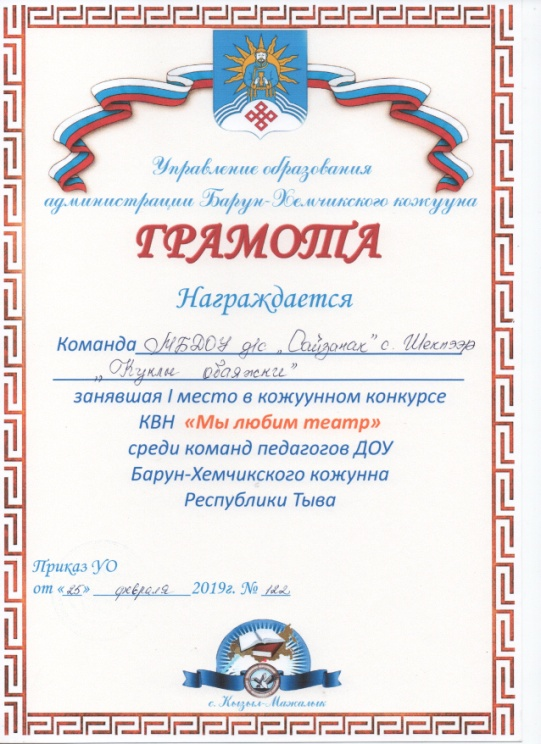 Управление образования
администрации Барун-Хемчикского кожууна
ГРАМОТА
Награждается
Команда МБДОУ д/с „Сайзанак" с. Шекпээр
„Куклы обаяжки"
занявшая I место в кожуунном конкурсе
КВН «Мы любим театр»
среди команд педагогов ДОУ
Барун-Хемчикского кожунна
Республики Тыва
Приказ УО
от «25» февраля 2019г. № 122
с. Кызыл-Мажалык